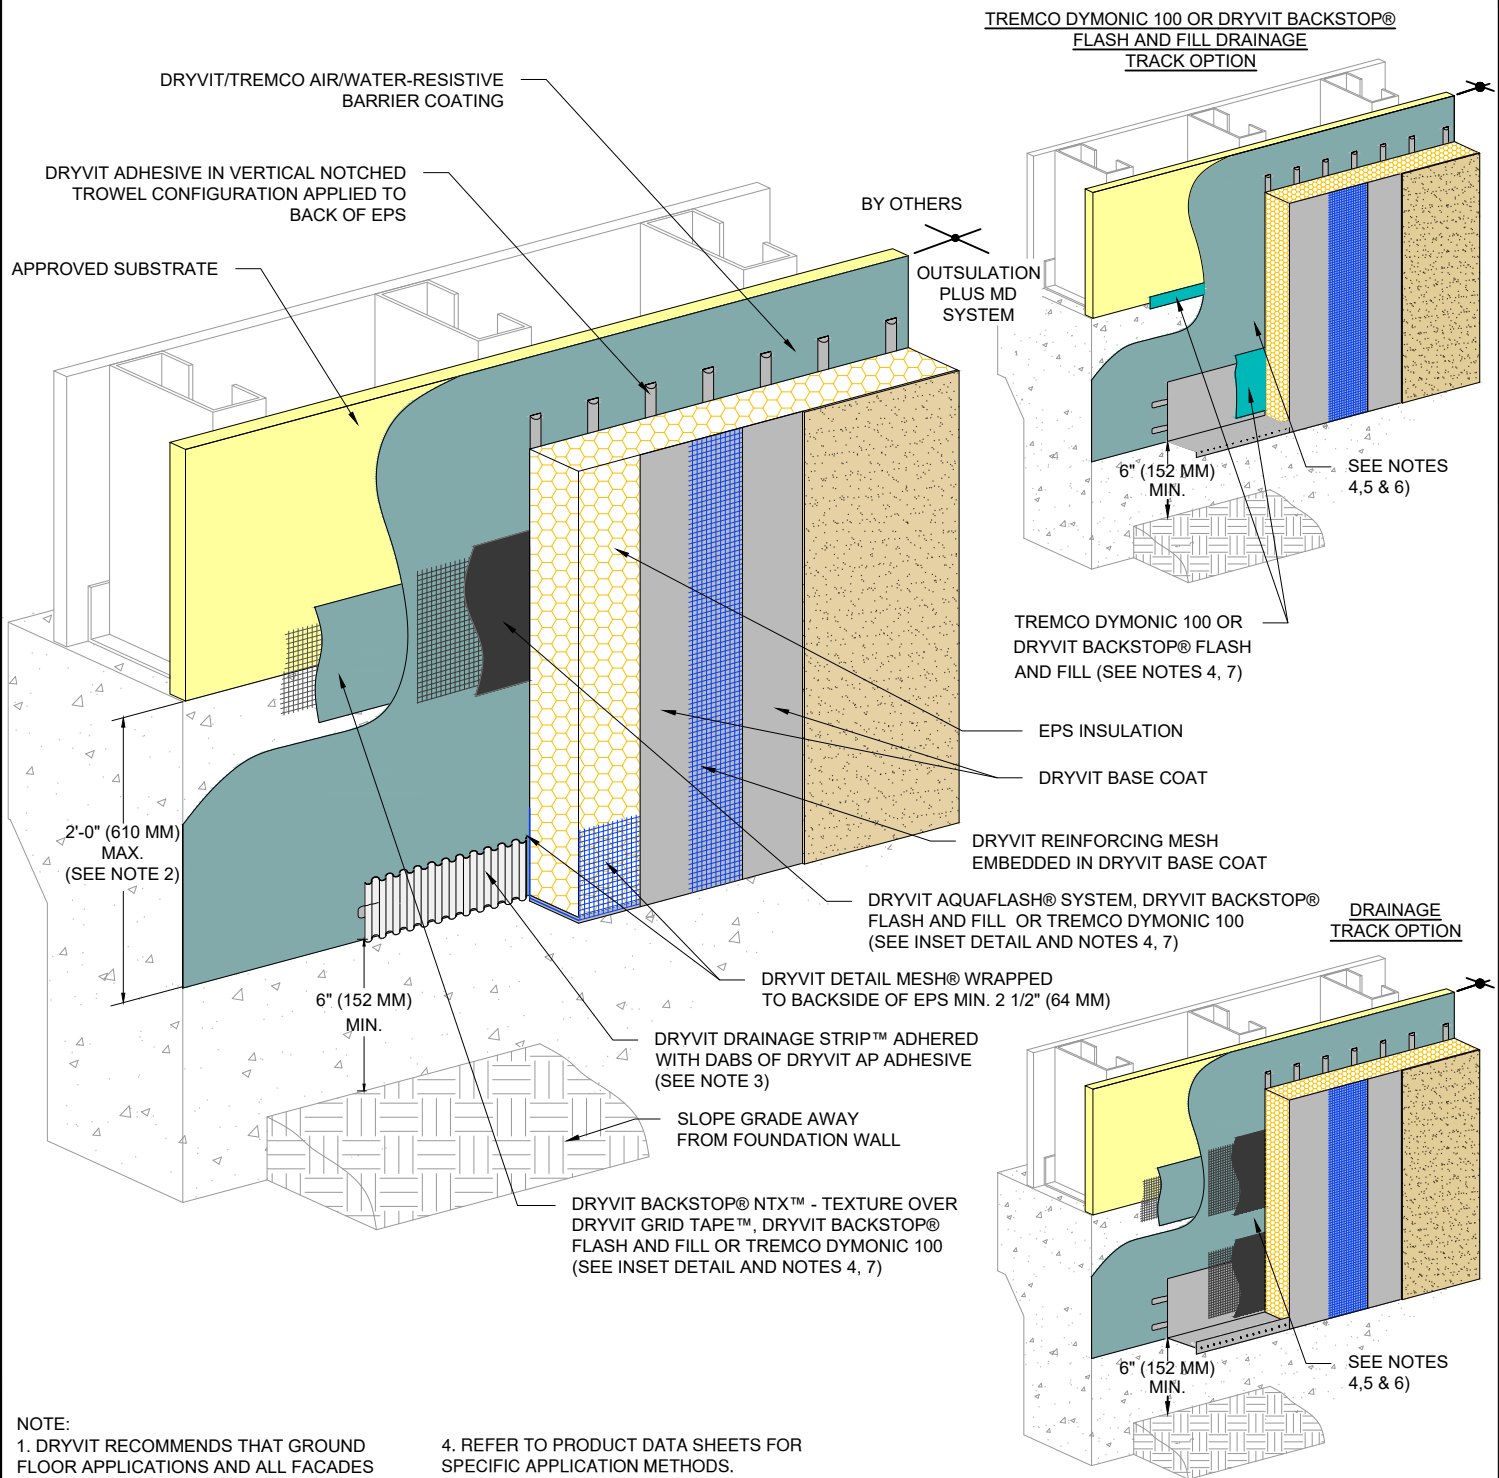 TREMCO DYMONIC 100 OR DRYVIT BACKSTOP®
FLASH AND FILL DRAINAGE
TRACK OPTION
DRYVIT/TREMCO AIR/WATER-RESISTIVE
BARRIER COATING
DRYVIT ADHESIVE IN VERTICAL NOTCHED
TROWEL CONFIGURATION APPLIED TO
BACK OF EPS
BY OTHERS
APPROVED SUBSTRATE
OUTSULATION
PLUS MD
SYSTEM
6" (152 MM)
MIN.
SEE NOTES
4,5 & 6)
TREMCO DYMONIC 100 OR
DRYVIT BACKSTOP® FLASH
AND FILL (SEE NOTES 4, 7)
EPS INSULATION
DRYVIT BASE COAT
2'-0" (610 MM)
MAX.
(SEE NOTE 2)
DRYVIT REINFORCING MESH
EMBEDDED IN DRYVIT BASE COAT
DRYVIT AQUAFLASH® SYSTEM, DRYVIT BACKSTOP®
FLASH AND FILL OR TREMCO DYMONIC 100
(SEE INSET DETAIL AND NOTES 4, 7)
DRAINAGE
TRACK OPTION
DRYVIT DETAIL MESH® WRAPPED
TO BACKSIDE OF EPS MIN. 2 1/2" (64 MM)
6" (152 MM)
MIN.
DRYVIT DRAINAGE STRIP™ ADHERED
WITH DABS OF DRYVIT AP ADHESIVE
(SEE NOTE 3)
SLOPE GRADE AWAY
FROM FOUNDATION WALL
DRYVIT BACKSTOP® NTX™ - TEXTURE OVER
DRYVIT GRID TAPE™, DRYVIT BACKSTOP®
FLASH AND FILL OR TREMCO DYMONIC 100
(SEE INSET DETAIL AND NOTES 4, 7)
6" (152 MM)
MIN.
SEE NOTES
4,5 & 6)
NOTE:
1. DRYVIT RECOMMENDS THAT GROUND
FLOOR APPLICATIONS AND ALL FACADES
4. REFER TO PRODUCT DATA SHEETS FOR
SPECIFIC APPLICATION METHODS.